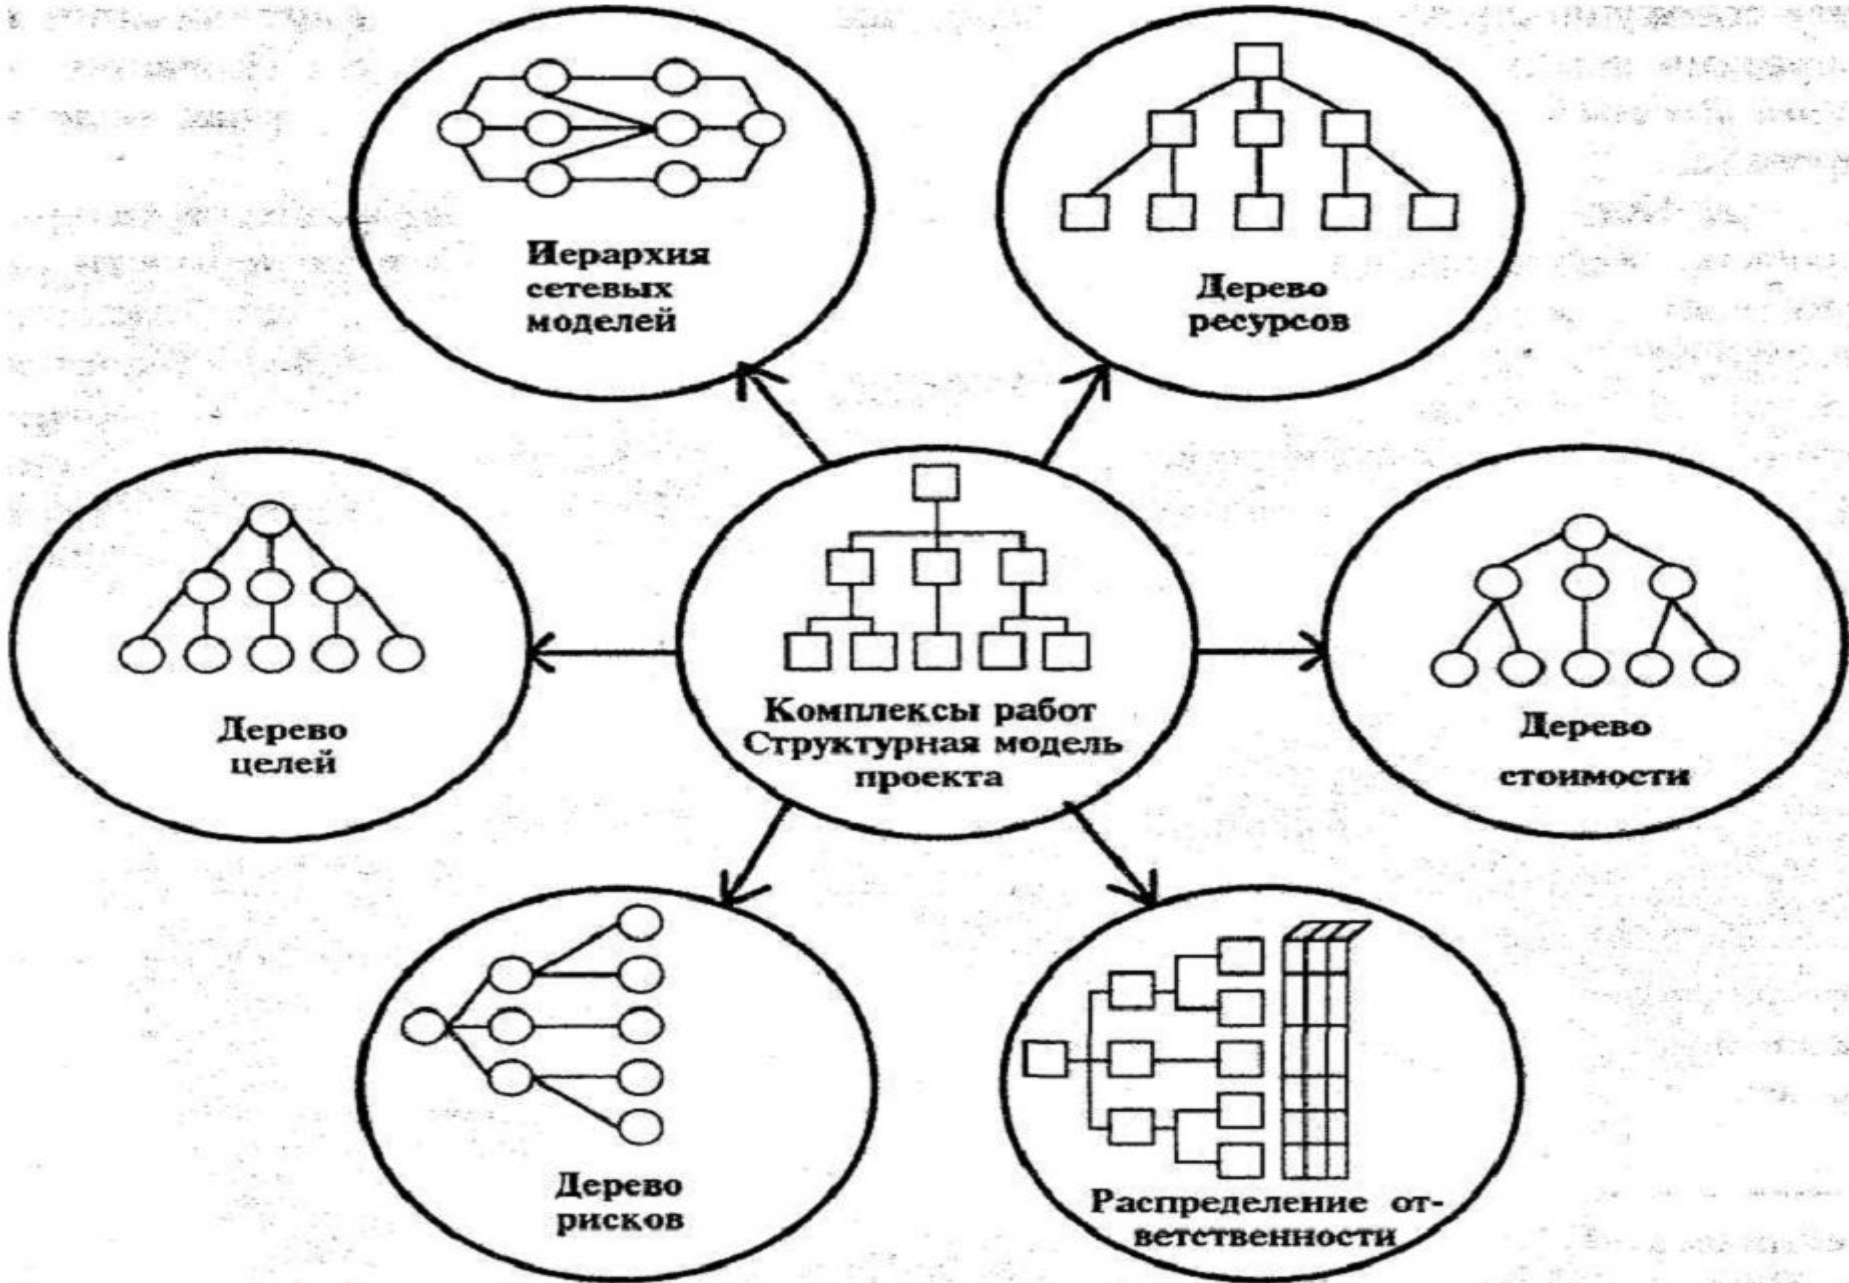 Иерархия
сетевых
моделей
Дерево
ресурсов
Дерево
целей
Комплексы работ
Структурная модель
проекта
Дерево
стоимости
Дерево
рисков
Распределение от-
ветственности